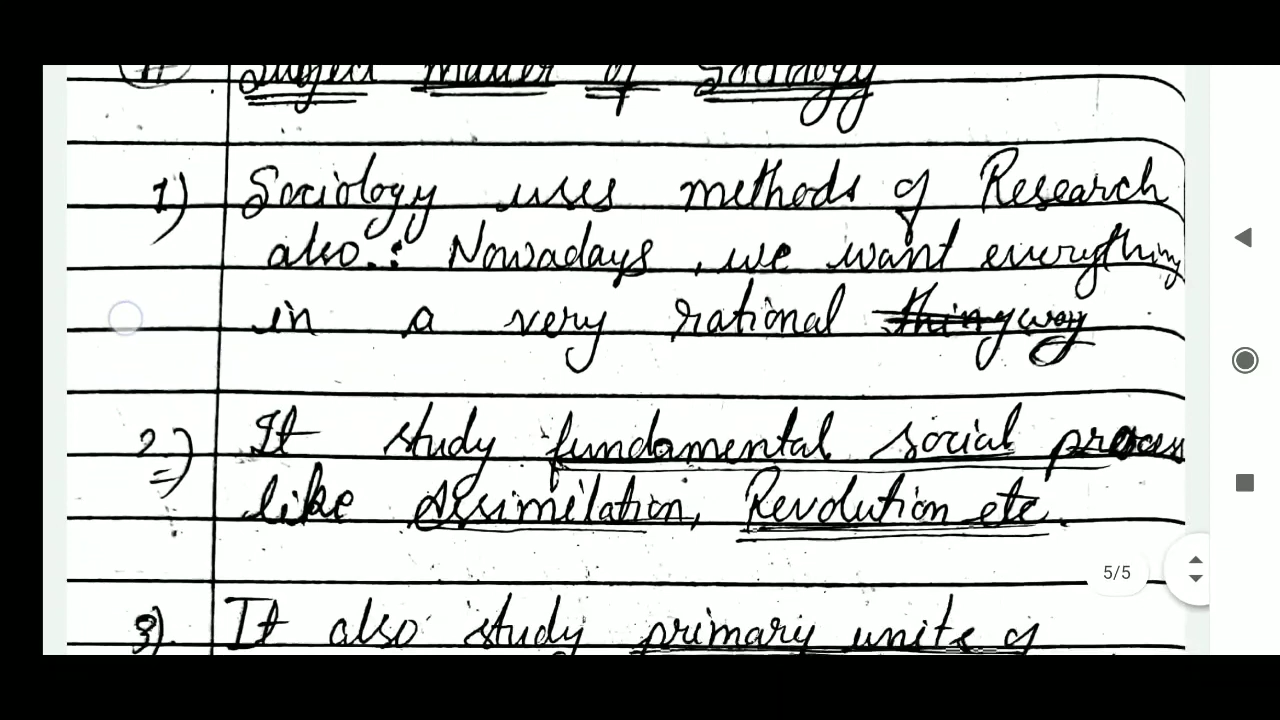 Subject Matter of Sociology
1) Sociology uses methods of Research
also.: Nowadays, we want everything
in a very rational thing way
2) It study fundamental social process
like Assimilation, Revolution etc.
5/5
3). It also study primary units of